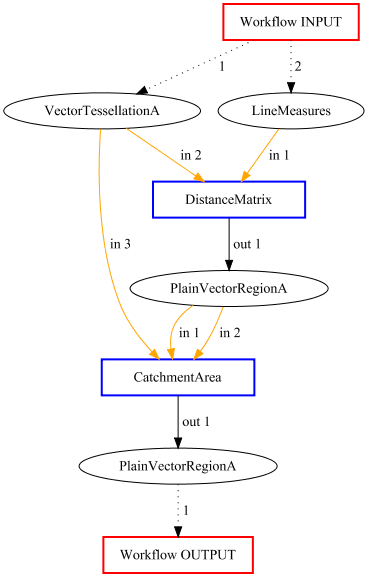 Workflow INPUT
1
2
VectorTessellationA
LineMeasures
in 2
in 1
DistanceMatrix
in 3
out 1
PlainVectorRegionA
in 1
in 2
CatchmentArea
out 1
PlainVectorRegionA
1
Workflow OUTPUT